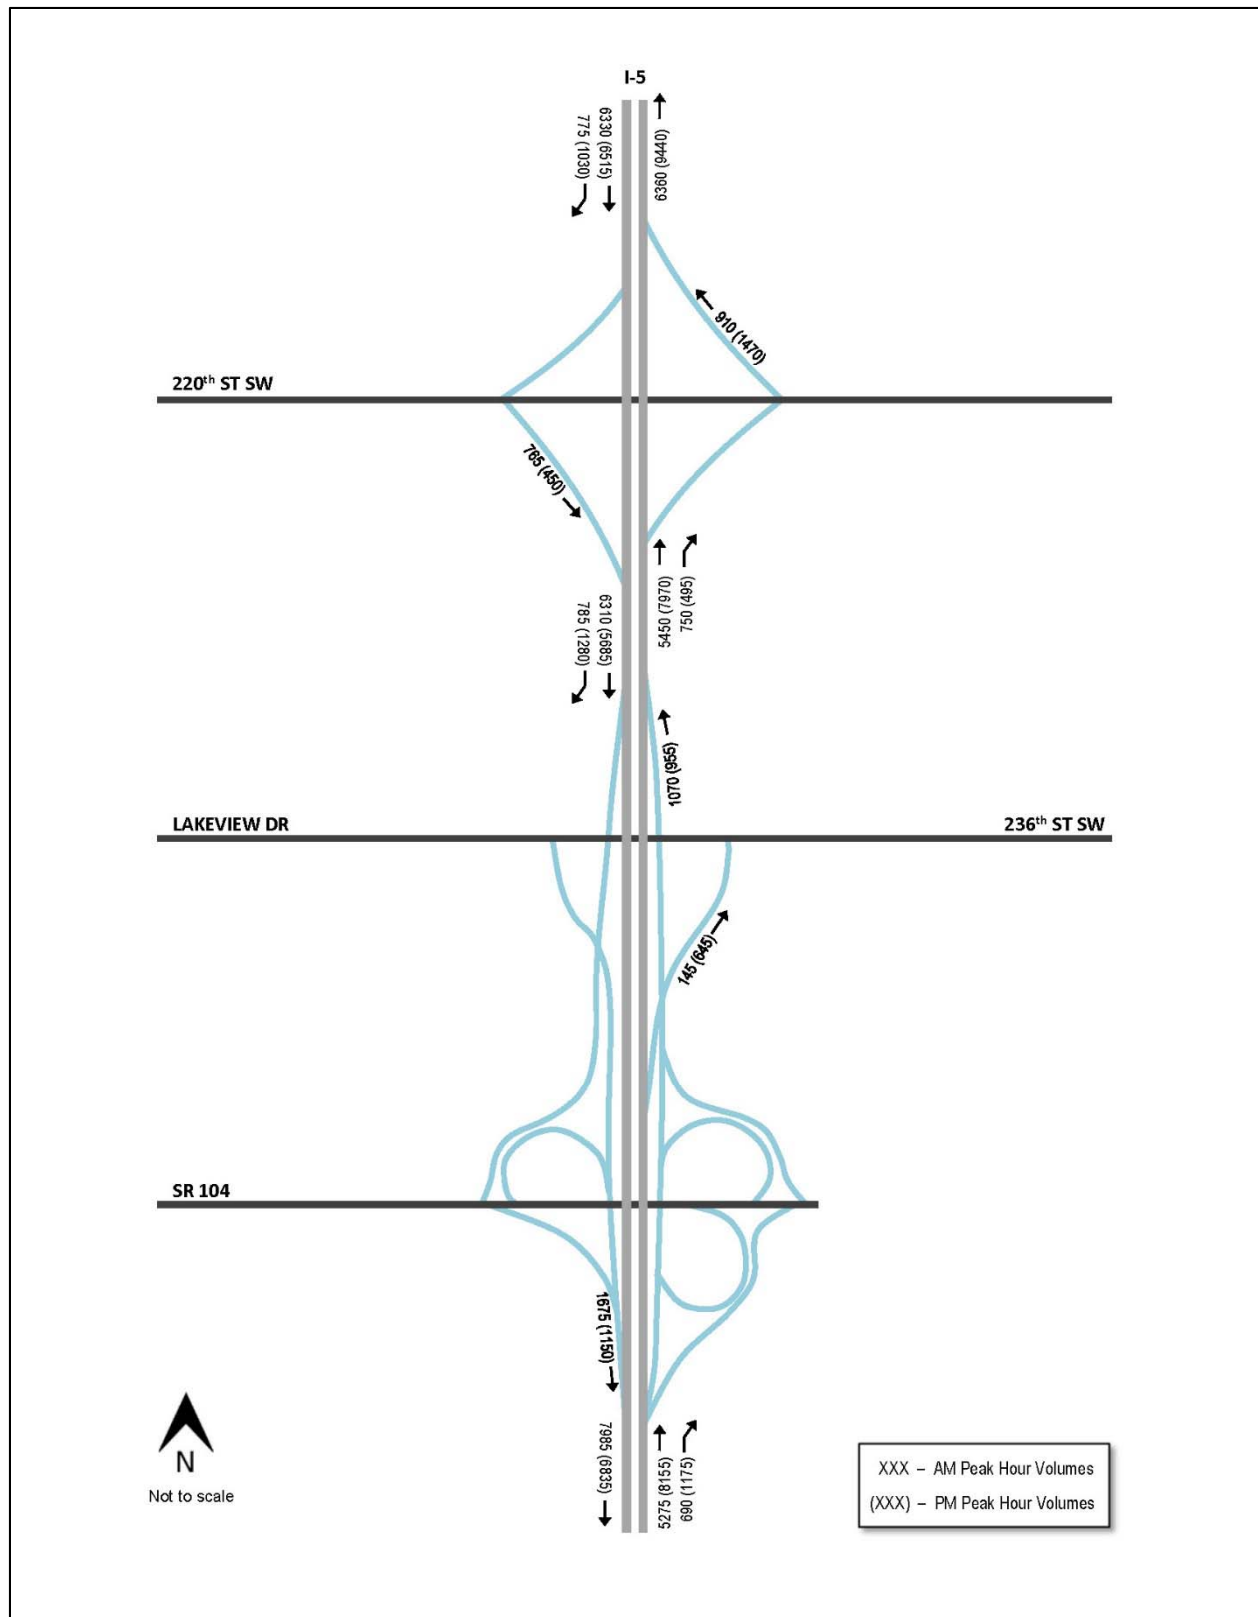 I-5
6330 (6515)
775 (1030)
6360 (9440)
910 (1470)
220th ST SW
765 (450)
6310 (5685)
785 (1280)
5450 (7970)
750 (495)
1070 (955)
LAKEVIEW DR
236th ST SW
145 (645)
SR 104
1675 (1150)
7985 (6835)
5275 (8155)
690 (1175)
N
Not to scale
XXX – AM Peak Hour Volumes
(XXX) – PM Peak Hour Volumes